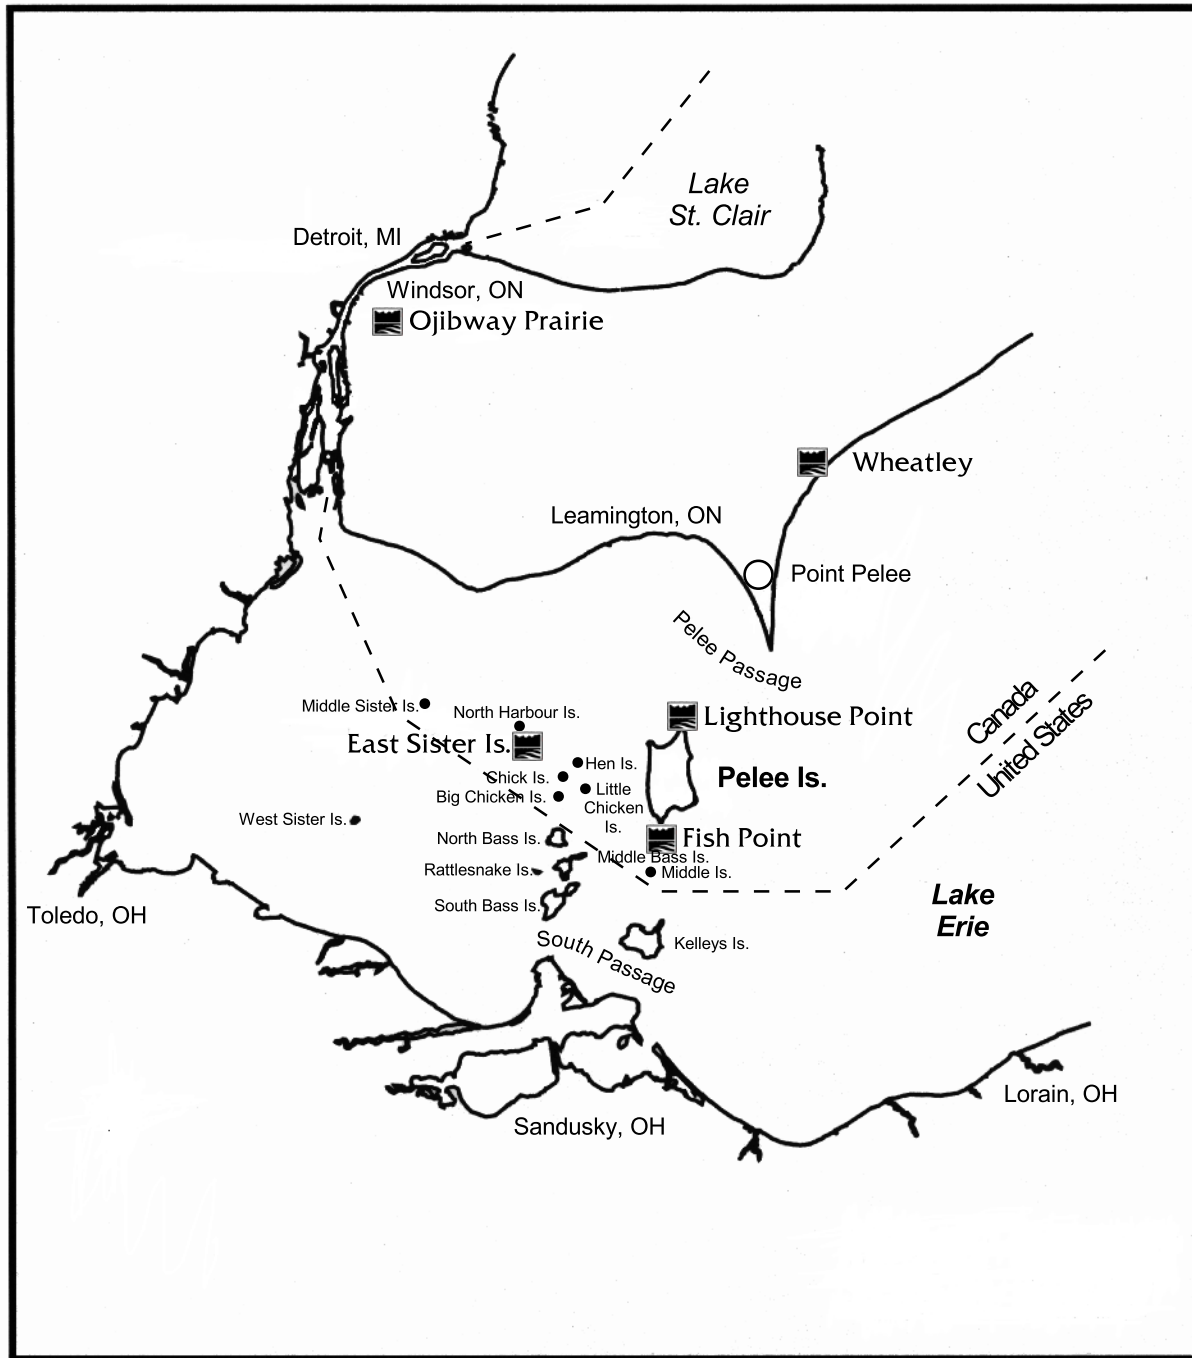 Lake
St. Clair
Detroit, MI
Windsor, ON
Ojibway Prairie
Wheatley
Leamington, ON
Point Pelee
Pelee Passage
Canada
United States
Middle Sister Is.
North Harbour Is.
Lighthouse Point
East Sister Is.
Hen Is.
Chick Is.
Pelee Is.
Big Chicken Is.
Little
Chicken
Is.
West Sister Is.
North Bass Is.
Fish Point
Middle Bass Is.
Rattlesnake Is.
Middle Is.
South Bass Is.
Lake
Erie
South Passage
Kelleys Is.
Toledo, OH
Lorain, OH
Sandusky, OH